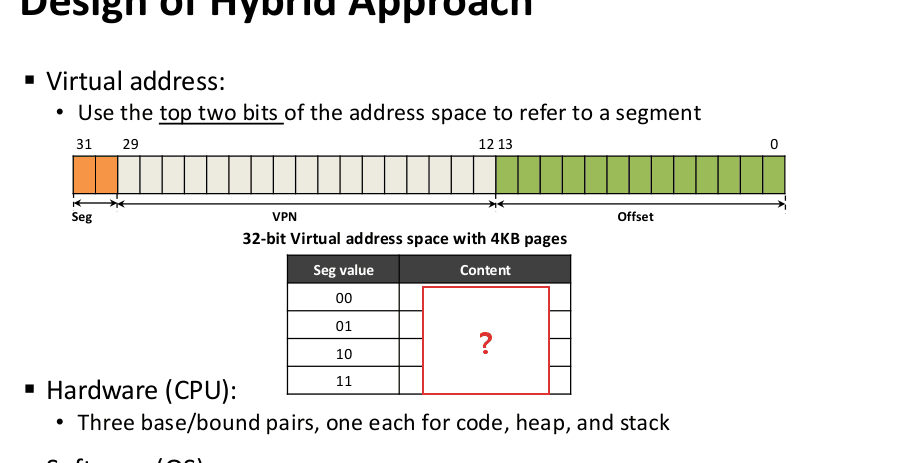 Design of Hybrid Approach
▪ Virtual address:
• Use the top two bits of the address space to refer to a segment
31 29 12 13 0
Seg VPN Offset
32-bit Virtual address space with 4KB pages
Seg value Content
00
01
?
10
11
▪ Hardware (CPU):
• Three base/bound pairs, one each for code, heap, and stack